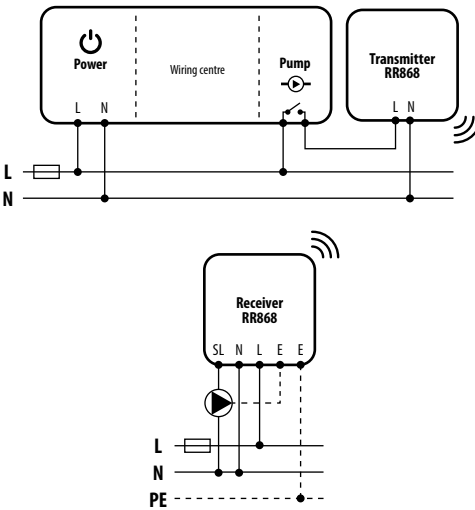 Power
Wiring centre
Pump
Transmitter
RR868
L N
L N
L
N
Receiver
RR868
SL N L E E
L
N
PE